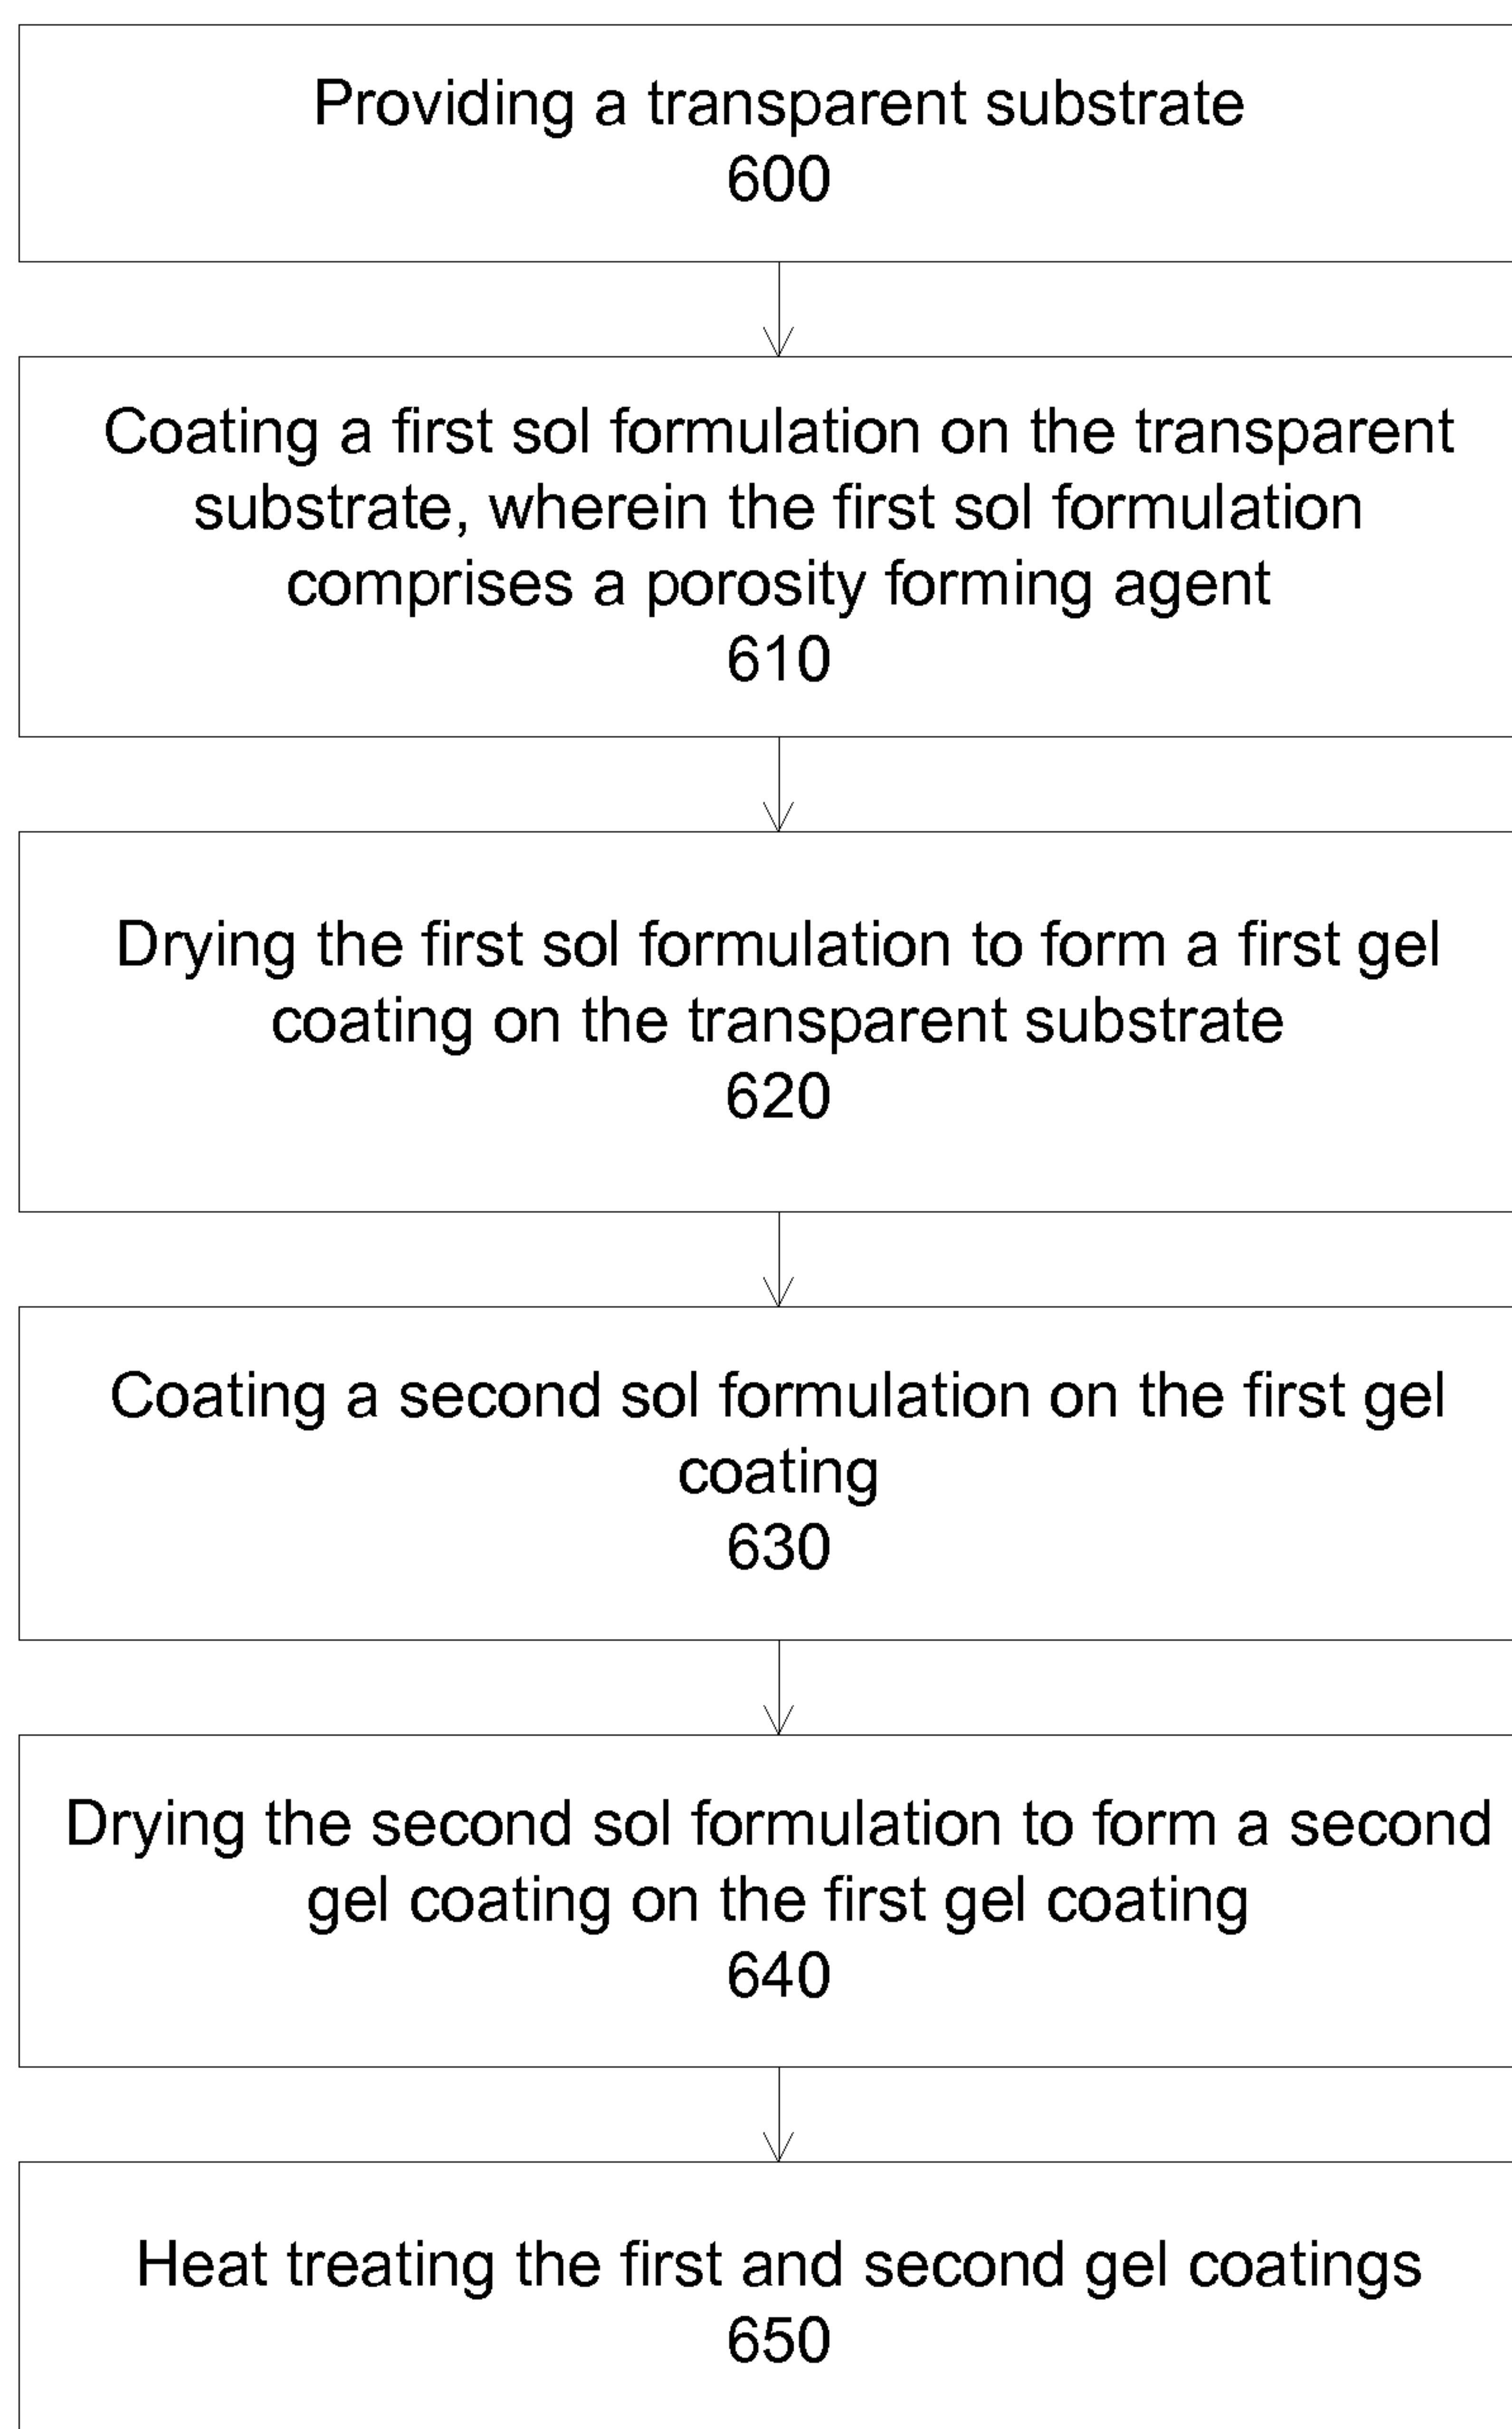 Providing a transparent substrate
600
Coating a first sol formulation on the transparent
substrate, wherein the first sol formulation
comprises a porosity forming agent
610
Drying the first sol formulation to form a first gel
coating on the transparent substrate
620
Coating a second sol formulation on the first gel
coating
630
Drying the second sol formulation to form a second
gel coating on the first gel coating
640
Heat treating the first and second gel coatings
650